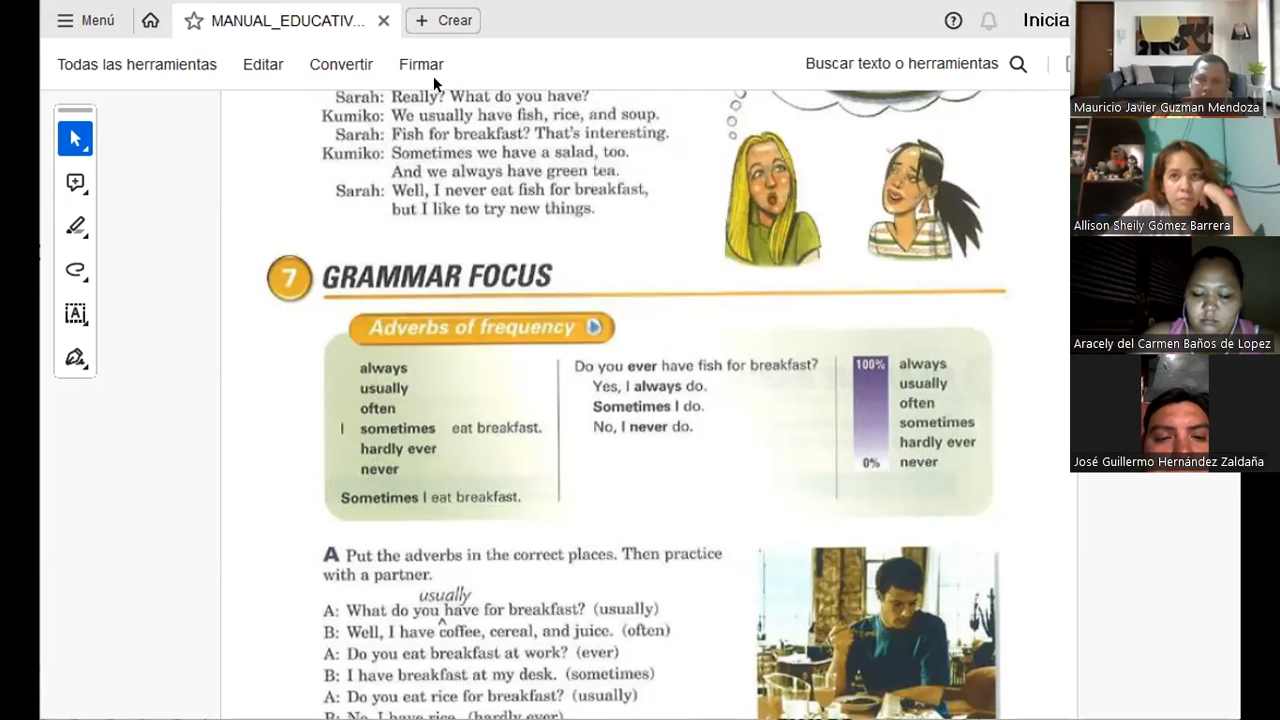 Menú
MANUAL_EDUCATIV...
Crear
Inicia
Todas las herramientas
Editar
Convertir
Firmar
Buscar texto o herramientas
Sarah: Really? What do you have?
Kumiko: We usually have fish, rice, and soup.
Sarah: Fish for breakfast? That's interesting.
Kumiko: Sometimes we have a salad, too.
And we always have green tea.
Sarah: Well, I never eat fish for breakfast,
but I like to try new things.
7 GRAMMAR FOCUS
Adverbs of frequency
always
usually
often
I sometimes eat breakfast.
hardly ever
never
Sometimes I eat breakfast.
Do you ever have fish for breakfast?
Yes, I always do.
Sometimes I do.
No, I never do.
100% always
usually
often
sometimes
hardly ever
0% never
A Put the adverbs in the correct places. Then practice
with a partner.
usually
A: What do you ^ have for breakfast? (usually)
B: Well, I have coffee, cereal, and juice. (often)
A: Do you eat breakfast at work? (ever)
B: I have breakfast at my desk. (sometimes)
A: Do you eat rice for breakfast? (usually)
B: No, I have rice. (hardly ever)
Mauricio Javier Guzman Mendoza
Allison Sheily Gómez Barrera
Aracely del Carmen Baños de Lopez
José Guillermo Hernández Zaldaña